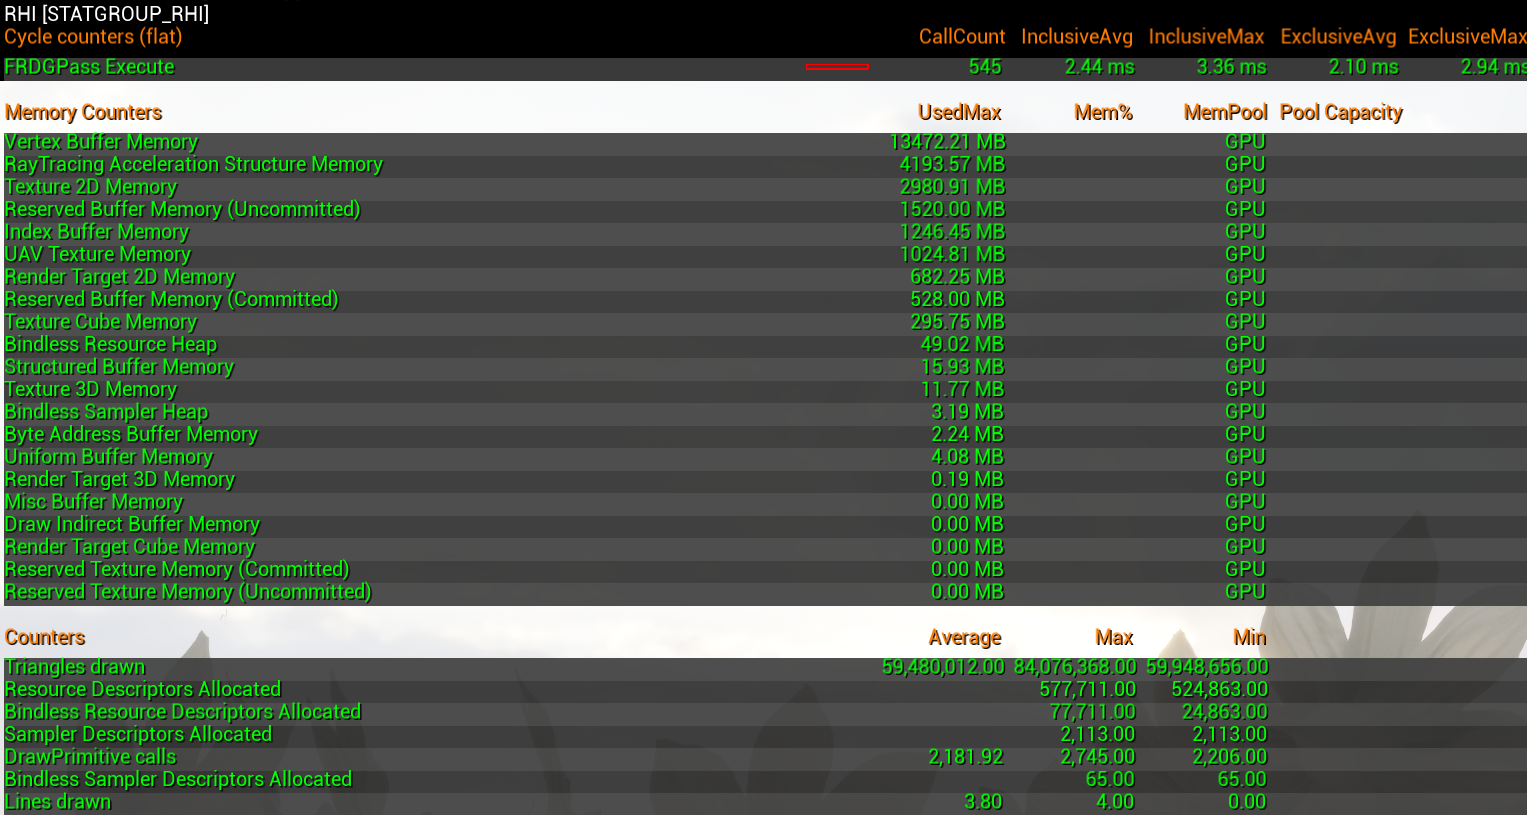 RHI [STATGROUP_RHI]
Cycle counters (flat) CallCount InclusiveAvg InclusiveMax ExclusiveAvg ExclusiveMax
FRDGPass Execute 545 2.44 ms 3.36 ms 2.10 ms 2.94 ms
Memory Counters UsedMax Mem% MemPool Pool Capacity
Vertex Buffer Memory 13472.21 MB GPU
RayTracing Acceleration Structure Memory 4193.57 MB GPU
Texture 2D Memory 2980.91 MB GPU
Reserved Buffer Memory (Uncommitted) 1520.00 MB GPU
Index Buffer Memory 1246.45 MB GPU
UAV Texture Memory 1024.81 MB GPU
Render Target 2D Memory 682.25 MB GPU
Reserved Buffer Memory (Committed) 528.00 MB GPU
Texture Cube Memory 295.75 MB GPU
Bindless Resource Heap 49.02 MB GPU
Structured Buffer Memory 15.93 MB GPU
Texture 3D Memory 11.77 MB GPU
Bindless Sampler Heap 3.19 MB GPU
Byte Address Buffer Memory 2.24 MB GPU
Uniform Buffer Memory 4.08 MB GPU
Render Target 3D Memory 0.19 MB GPU
Misc Buffer Memory 0.00 MB GPU
Draw Indirect Buffer Memory 0.00 MB GPU
Render Target Cube Memory 0.00 MB GPU
Reserved Texture Memory (Committed) 0.00 MB GPU
Reserved Texture Memory (Uncommitted) 0.00 MB GPU
Counters Average Max Min
Triangles drawn 59,480,012.00 84,076,368.00 59,948,656.00
Resource Descriptors Allocated 577,711.00 524,863.00
Bindless Resource Descriptors Allocated 77,711.00 24,863.00
Sampler Descriptors Allocated 2,113.00 2,113.00
DrawPrimitive calls 2,181.92 2,745.00 2,206.00
Bindless Sampler Descriptors Allocated 65.00 65.00
Lines drawn 3.80 4.00 0.00